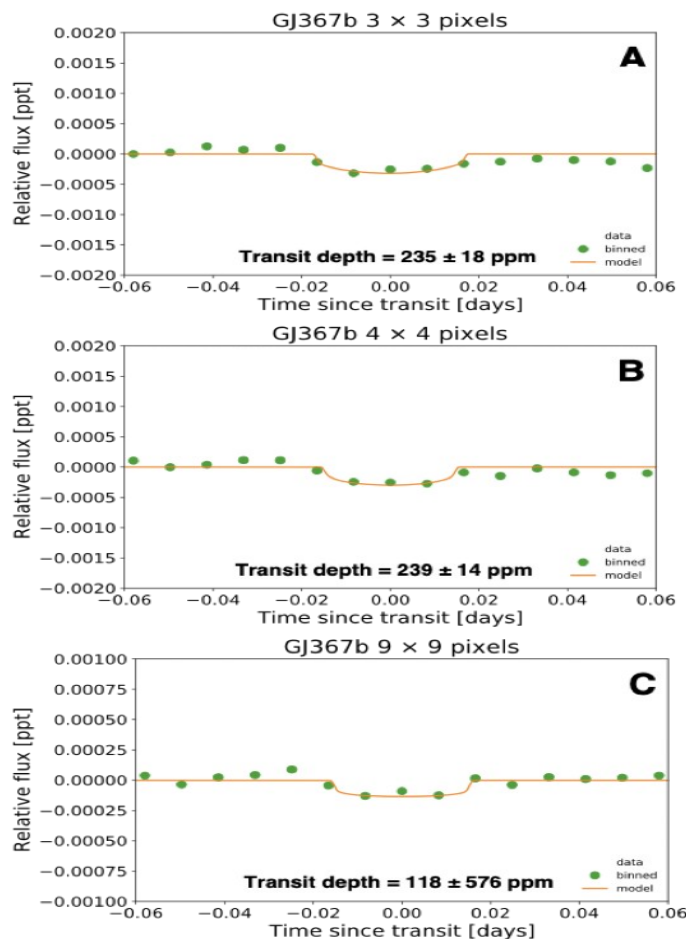 GJ367b 3 × 3 pixels
A
Relative flux [ppt]
0.0020
0.0015
0.0010
0.0005
0.0000
−0.0005
−0.0010
−0.0015
−0.0020
Transit depth = 235 ± 18 ppm
data
binned
model
−0.06 −0.04 −0.02 0.00 0.02 0.04 0.06
Time since transit [days]
GJ367b 4 × 4 pixels
B
Relative flux [ppt]
0.0020
0.0015
0.0010
0.0005
0.0000
−0.0005
−0.0010
−0.0015
−0.0020
Transit depth = 239 ± 14 ppm
data
binned
model
−0.06 −0.04 −0.02 0.00 0.02 0.04 0.06
Time since transit [days]
GJ367b 9 × 9 pixels
C
Relative flux [ppt]
0.00100
0.00075
0.00050
0.00025
0.00000
−0.00025
−0.00050
−0.00075
−0.00100
Transit depth = 118 ± 576 ppm
data
binned
model
−0.06 −0.04 −0.02 0.00 0.02 0.04 0.06
Time since transit [days]